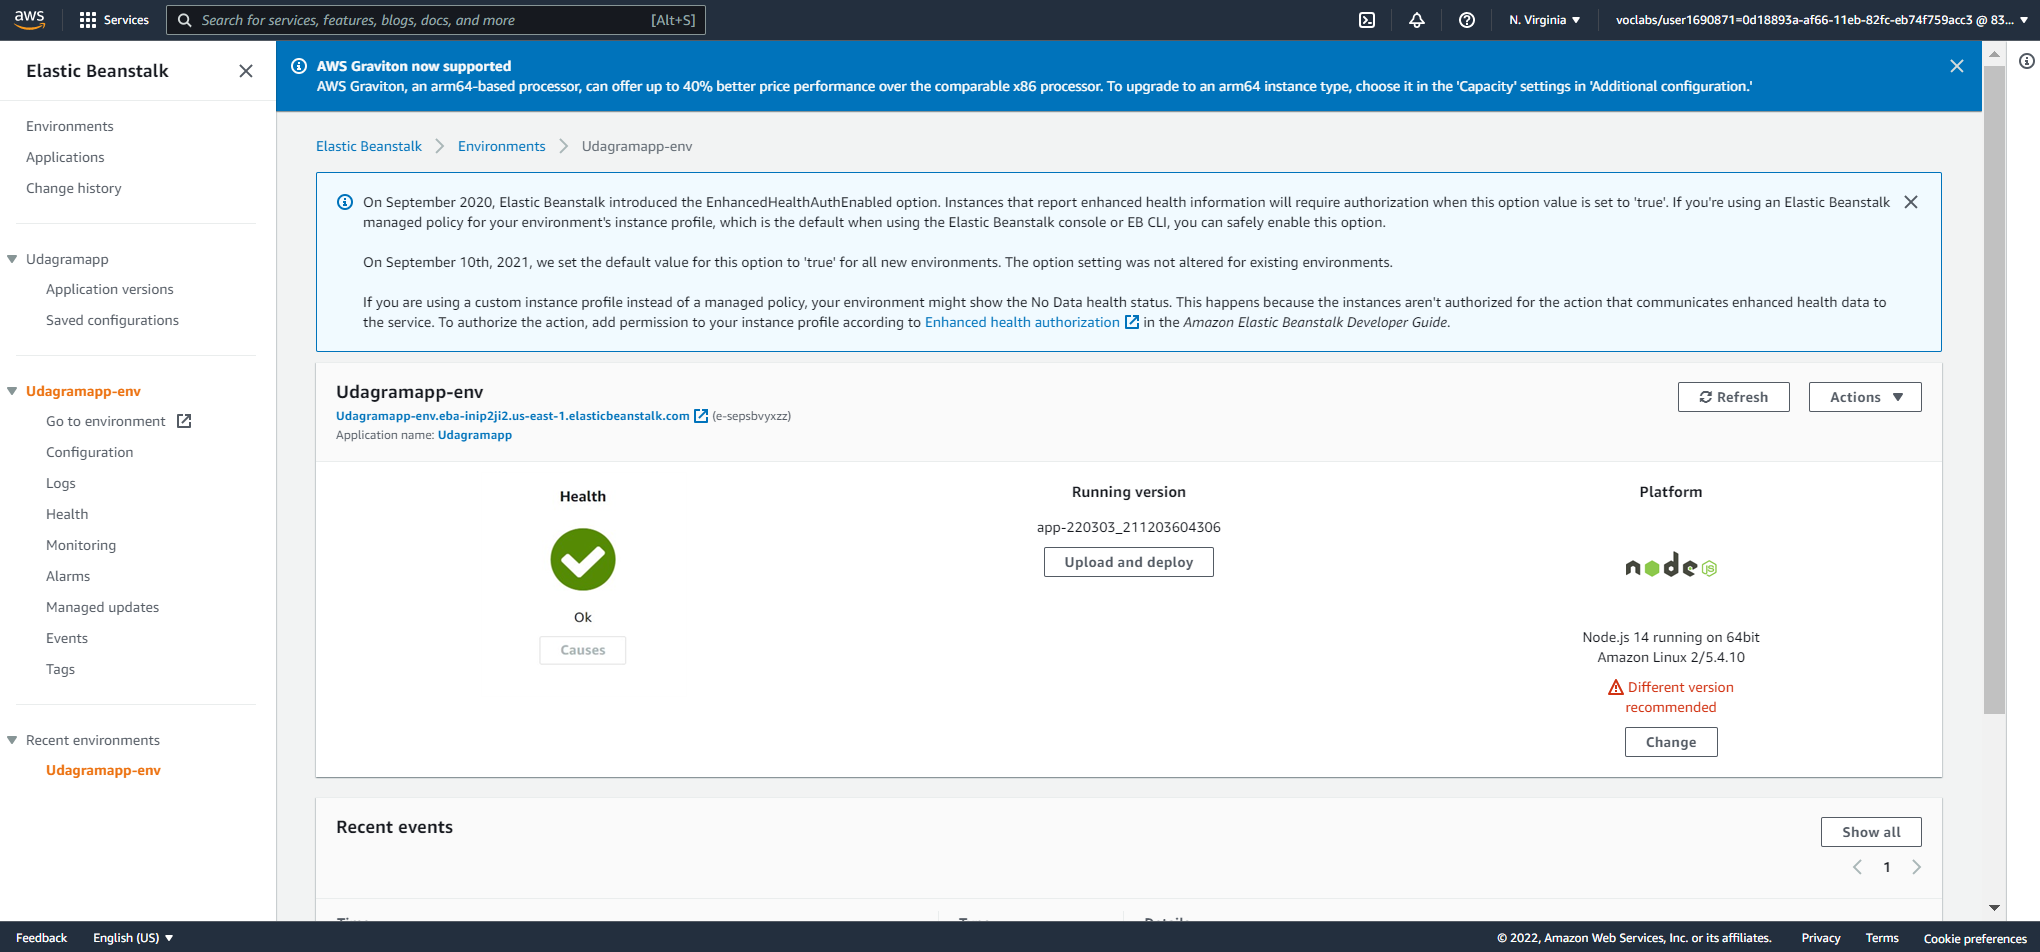 aws
Services
Search for services, features, blogs, docs, and more [Alt+S]
N. Virginia
voclabs/user1690871=0d18893a-af66-11eb-82fc-eb74f759acc3 @ 83...
Elastic Beanstalk
Environments
Applications
Change history
Udagramapp
Application versions
Saved configurations
Udagramapp-env
Go to environment
Configuration
Logs
Health
Monitoring
Alarms
Managed updates
Events
Tags
Recent environments
Udagramapp-env
AWS Graviton now supported
AWS Graviton, an arm64-based processor, can offer up to 40% better price performance over the comparable x86 processor. To upgrade to an arm64 instance type, choose it in the 'Capacity' settings in 'Additional configuration.'
Elastic Beanstalk
Environments
Udagramapp-env
On September 2020, Elastic Beanstalk introduced the EnhancedHealthAuthEnabled option. Instances that report enhanced health information will require authorization when this option value is set to 'true'. If you're using an Elastic Beanstalk
managed policy for your environment's instance profile, which is the default when using the Elastic Beanstalk console or EB CLI, you can safely enable this option.
On September 10th, 2021, we set the default value for this option to 'true' for all new environments. The option setting was not altered for existing environments.
If you are using a custom instance profile instead of a managed policy, your environment might show the No Data health status. This happens because the instances aren't authorized for the action that communicates enhanced health data to
the service. To authorize the action, add permission to your instance profile according to Enhanced health authorization in the Amazon Elastic Beanstalk Developer Guide.
Udagramapp-env
Udagramapp-env.eba-inip2ji2.us-east-1.elasticbeanstalk.com (e-sepsbvyxzz)
Application name: Udagramapp
Refresh
Actions
Health
Ok
Causes
Running version
app-220303_211203604306
Upload and deploy
Platform
node JS
Node.js 14 running on 64bit
Amazon Linux 2/5.4.10
Different version
recommended
Change
Recent events
Show all
1
Feedback
English (US)
© 2022, Amazon Web Services, Inc. or its affiliates.
Privacy
Terms
Cookie preferences